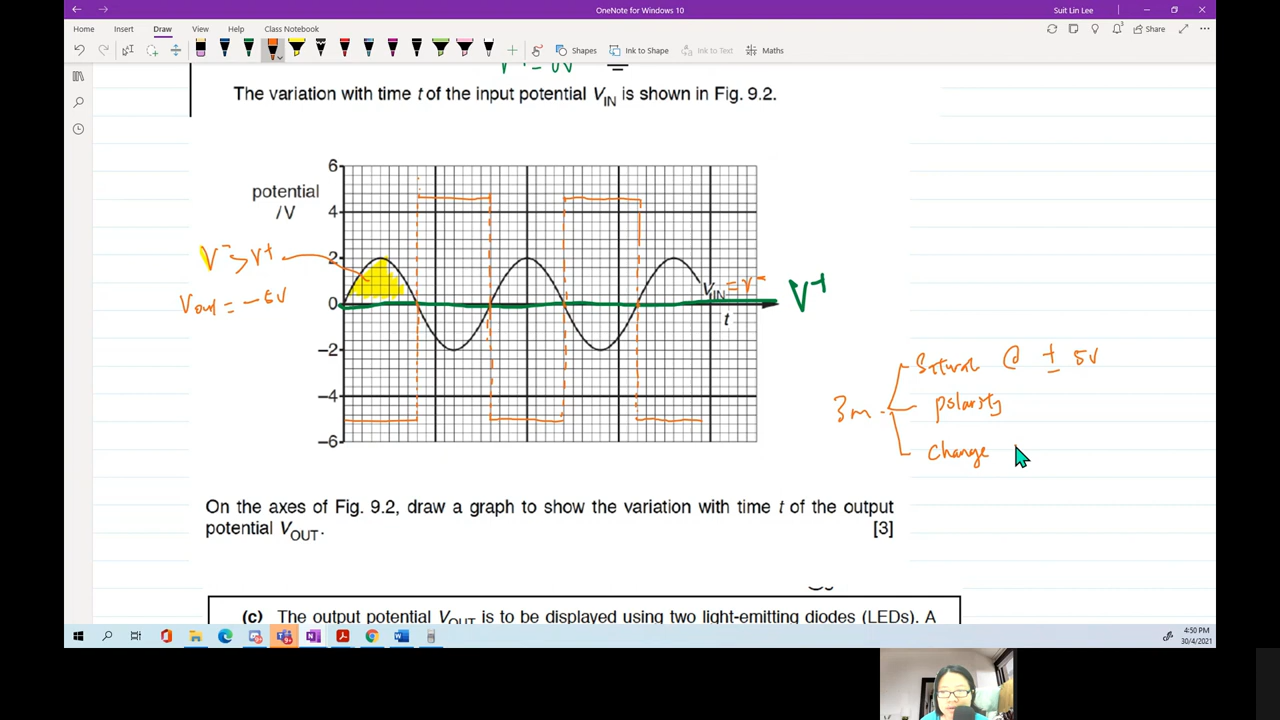 OneNote for Windows 10
Suit Lin Lee
Home Insert Draw View Help Class Notebook
Shapes Ink to Shape Ink to Text Maths
Share
V+ = 0V
The variation with time t of the input potential VIN is shown in Fig. 9.2.
6
potential
/V
4
2
0
−2
−4
−6
V- > V+
Vout = -5V
VIN = V-
t
V+
3m
@ ± 5V
polarity
change
On the axes of Fig. 9.2, draw a graph to show the variation with time t of the output
potential VOUT. [3]
(c) The output potential VOUT is to be displayed using two light-emitting diodes (LEDs). A
4:50 PM
30/4/2021